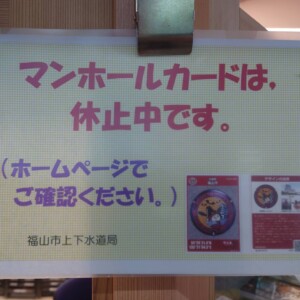 マンホールカードは,
休止中です。
(ホームページで
ご確認ください。)
福山市上下水道局